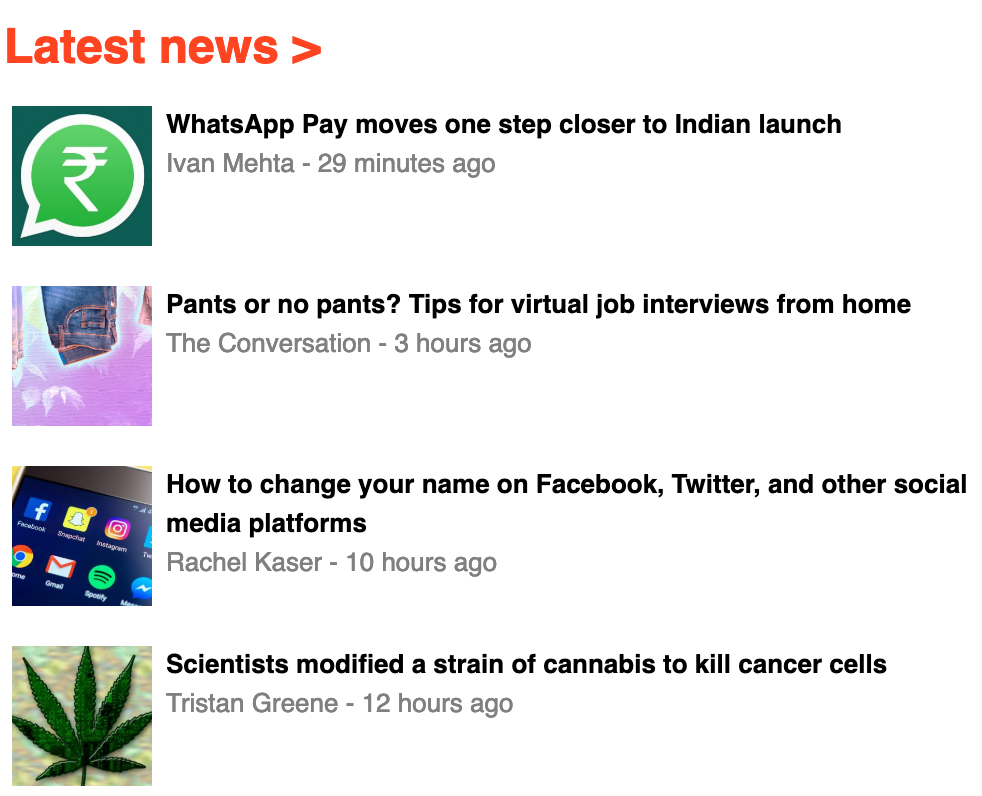 Latest news >
₹
WhatsApp Pay moves one step closer to Indian launch
Ivan Mehta - 29 minutes ago
Pants or no pants? Tips for virtual job interviews from home
The Conversation - 3 hours ago
How to change your name on Facebook, Twitter, and other social
media platforms
Rachel Kaser - 10 hours ago
Facebook
Snapchat
Instagram
Gmail
Spotify
Scientists modified a strain of cannabis to kill cancer cells
Tristan Greene - 12 hours ago